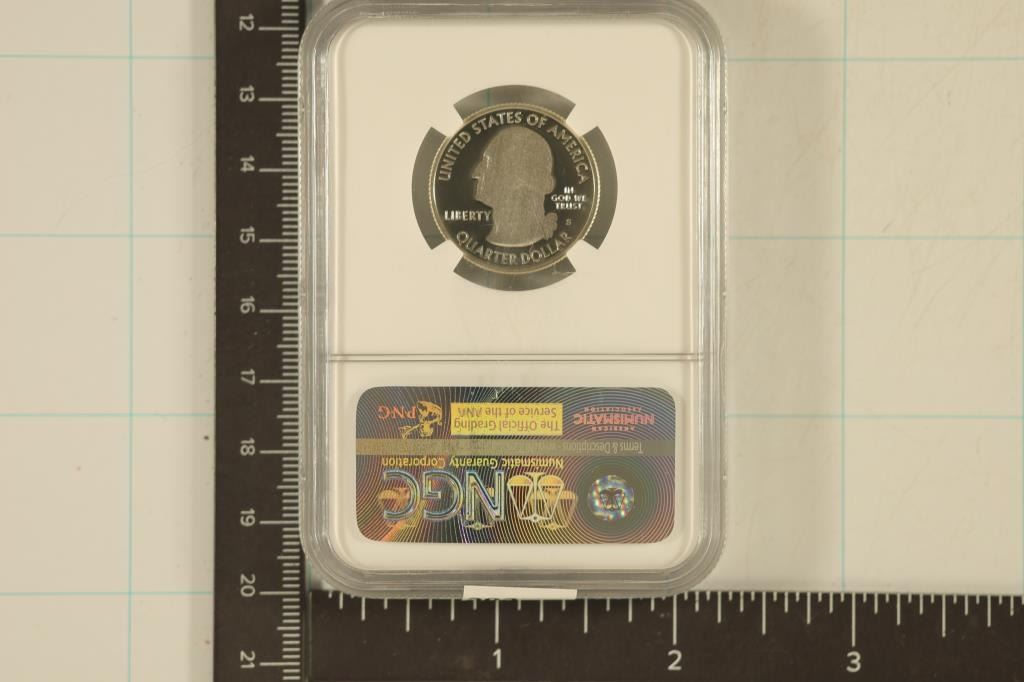 12
13
14
15
16
17
18
19
20
21
UNITED STATES OF AMERICA
LIBERTY
IN
GOD WE
TRUST
S
QUARTER DOLLAR
NGC
Numismatic Guaranty Corporation
Terms & Descriptions
The Official Grading
Service of the ANA
PNG
AMERICAN
NUMISMATIC
ASSOCIATION
1
2
3